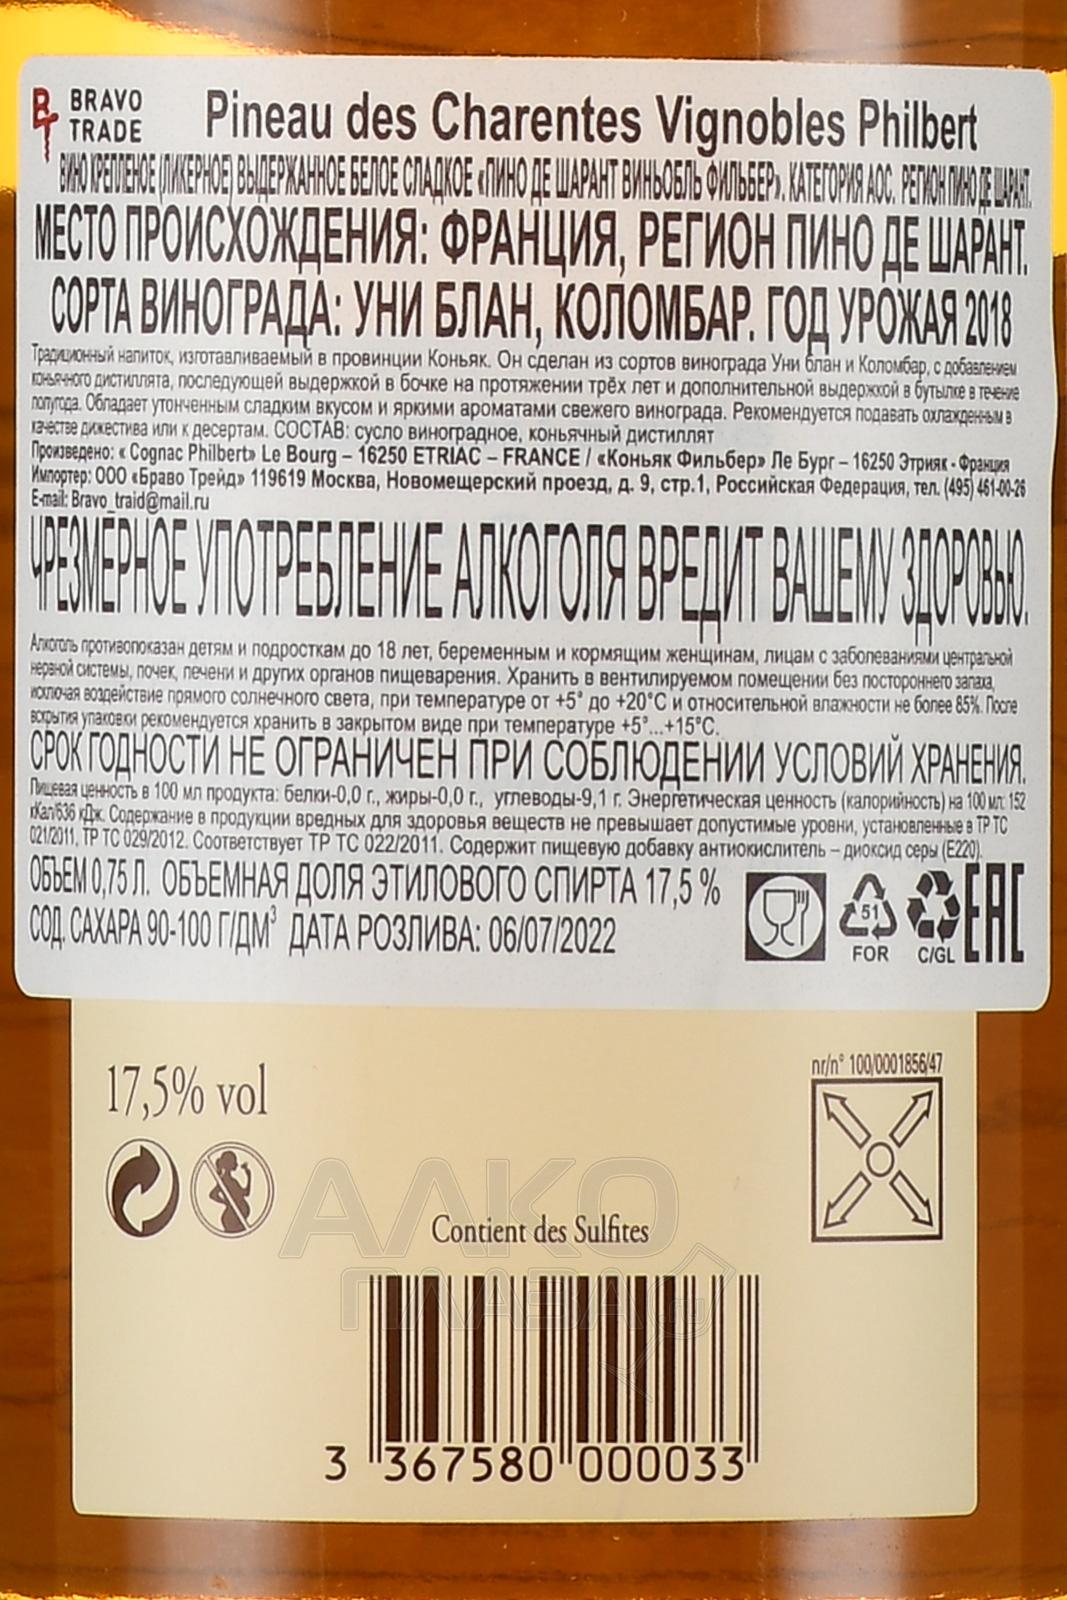 BRAVO
TRADE
Pineau des Charentes Vignobles Philbert
ВИНО КРЕПЛЕНОЕ (ЛИКЕРНОЕ) ВЫДЕРЖАННОЕ БЕЛОЕ СЛАДКОЕ «ПИНО ДЕ ШАРАНТ ВИНЬОБЛЬ ФИЛЬБЕР». КАТЕГОРИЯ АОС. РЕГИОН ПИНО ДЕ ШАРАНТ.
МЕСТО ПРОИСХОЖДЕНИЯ: ФРАНЦИЯ, РЕГИОН ПИНО ДЕ ШАРАНТ.
СОРТА ВИНОГРАДА: УНИ БЛАН, КОЛОМБАР. ГОД УРОЖАЯ 2018
Традиционный напиток, изготавливаемый в провинции Коньяк. Он сделан из сортов винограда Уни блан и Коломбар, с добавлением
коньячного дистиллята, последующей выдержкой в бочке на протяжении трёх лет и дополнительной выдержкой в бутылке в течение
полугода. Обладает утонченным сладким вкусом и яркими ароматами свежего винограда. Рекомендуется подавать охлажденным в
качестве дижестива или к десертам. СОСТАВ: сусло виноградное, коньячный дистиллят
Произведено: « Cognac Philbert» Le Bourg – 16250 ETRIAC – FRANCE / «Коньяк Фильбер» Ле Бург – 16250 Этрияк - Франция
Импортер: ООО «Браво Трейд» 119619 Москва, Новомещерский проезд, д. 9, стр.1, Российская Федерация, тел. (495) 461-00-26
E-mail: Bravo_traid@mail.ru
ЧРЕЗМЕРНОЕ УПОТРЕБЛЕНИЕ АЛКОГОЛЯ ВРЕДИТ ВАШЕМУ ЗДОРОВЬЮ.
Алкоголь противопоказан детям и подросткам до 18 лет, беременным и кормящим женщинам, лицам с заболеваниями центральной
нервной системы, почек, печени и других органов пищеварения. Хранить в вентилируемом помещении без постороннего запаха,
исключая воздействие прямого солнечного света, при температуре от +5° до +20°С и относительной влажности не более 85%. После
вскрытия упаковки рекомендуется хранить в закрытом виде при температуре +5°...+15°С.
СРОК ГОДНОСТИ НЕ ОГРАНИЧЕН ПРИ СОБЛЮДЕНИИ УСЛОВИЙ ХРАНЕНИЯ.
Пищевая ценность в 100 мл продукта: белки-0,0 г., жиры-0,0 г., углеводы-9,1 г. Энергетическая ценность (калорийность) на 100 мл: 152
кКал/636 кДж. Содержание в продукции вредных для здоровья веществ не превышает допустимые уровни, установленные в ТР ТС
021/2011, ТР ТС 029/2012. Соответствует ТР ТС 022/2011. Содержит пищевую добавку антиокислитель – диоксид серы (Е220).
ОБЪЕМ 0,75 Л. ОБЪЕМНАЯ ДОЛЯ ЭТИЛОВОГО СПИРТА 17,5 %
СОД. САХАРА 90-100 Г/ДМ³ ДАТА РОЗЛИВА: 06/07/2022
51
FOR
C/GL
EAC
17,5% vol
nr/n° 100/0001856/47
АЛКО
ПЛАЗА
.ru
Contient des Sulfites
3 367580 000033